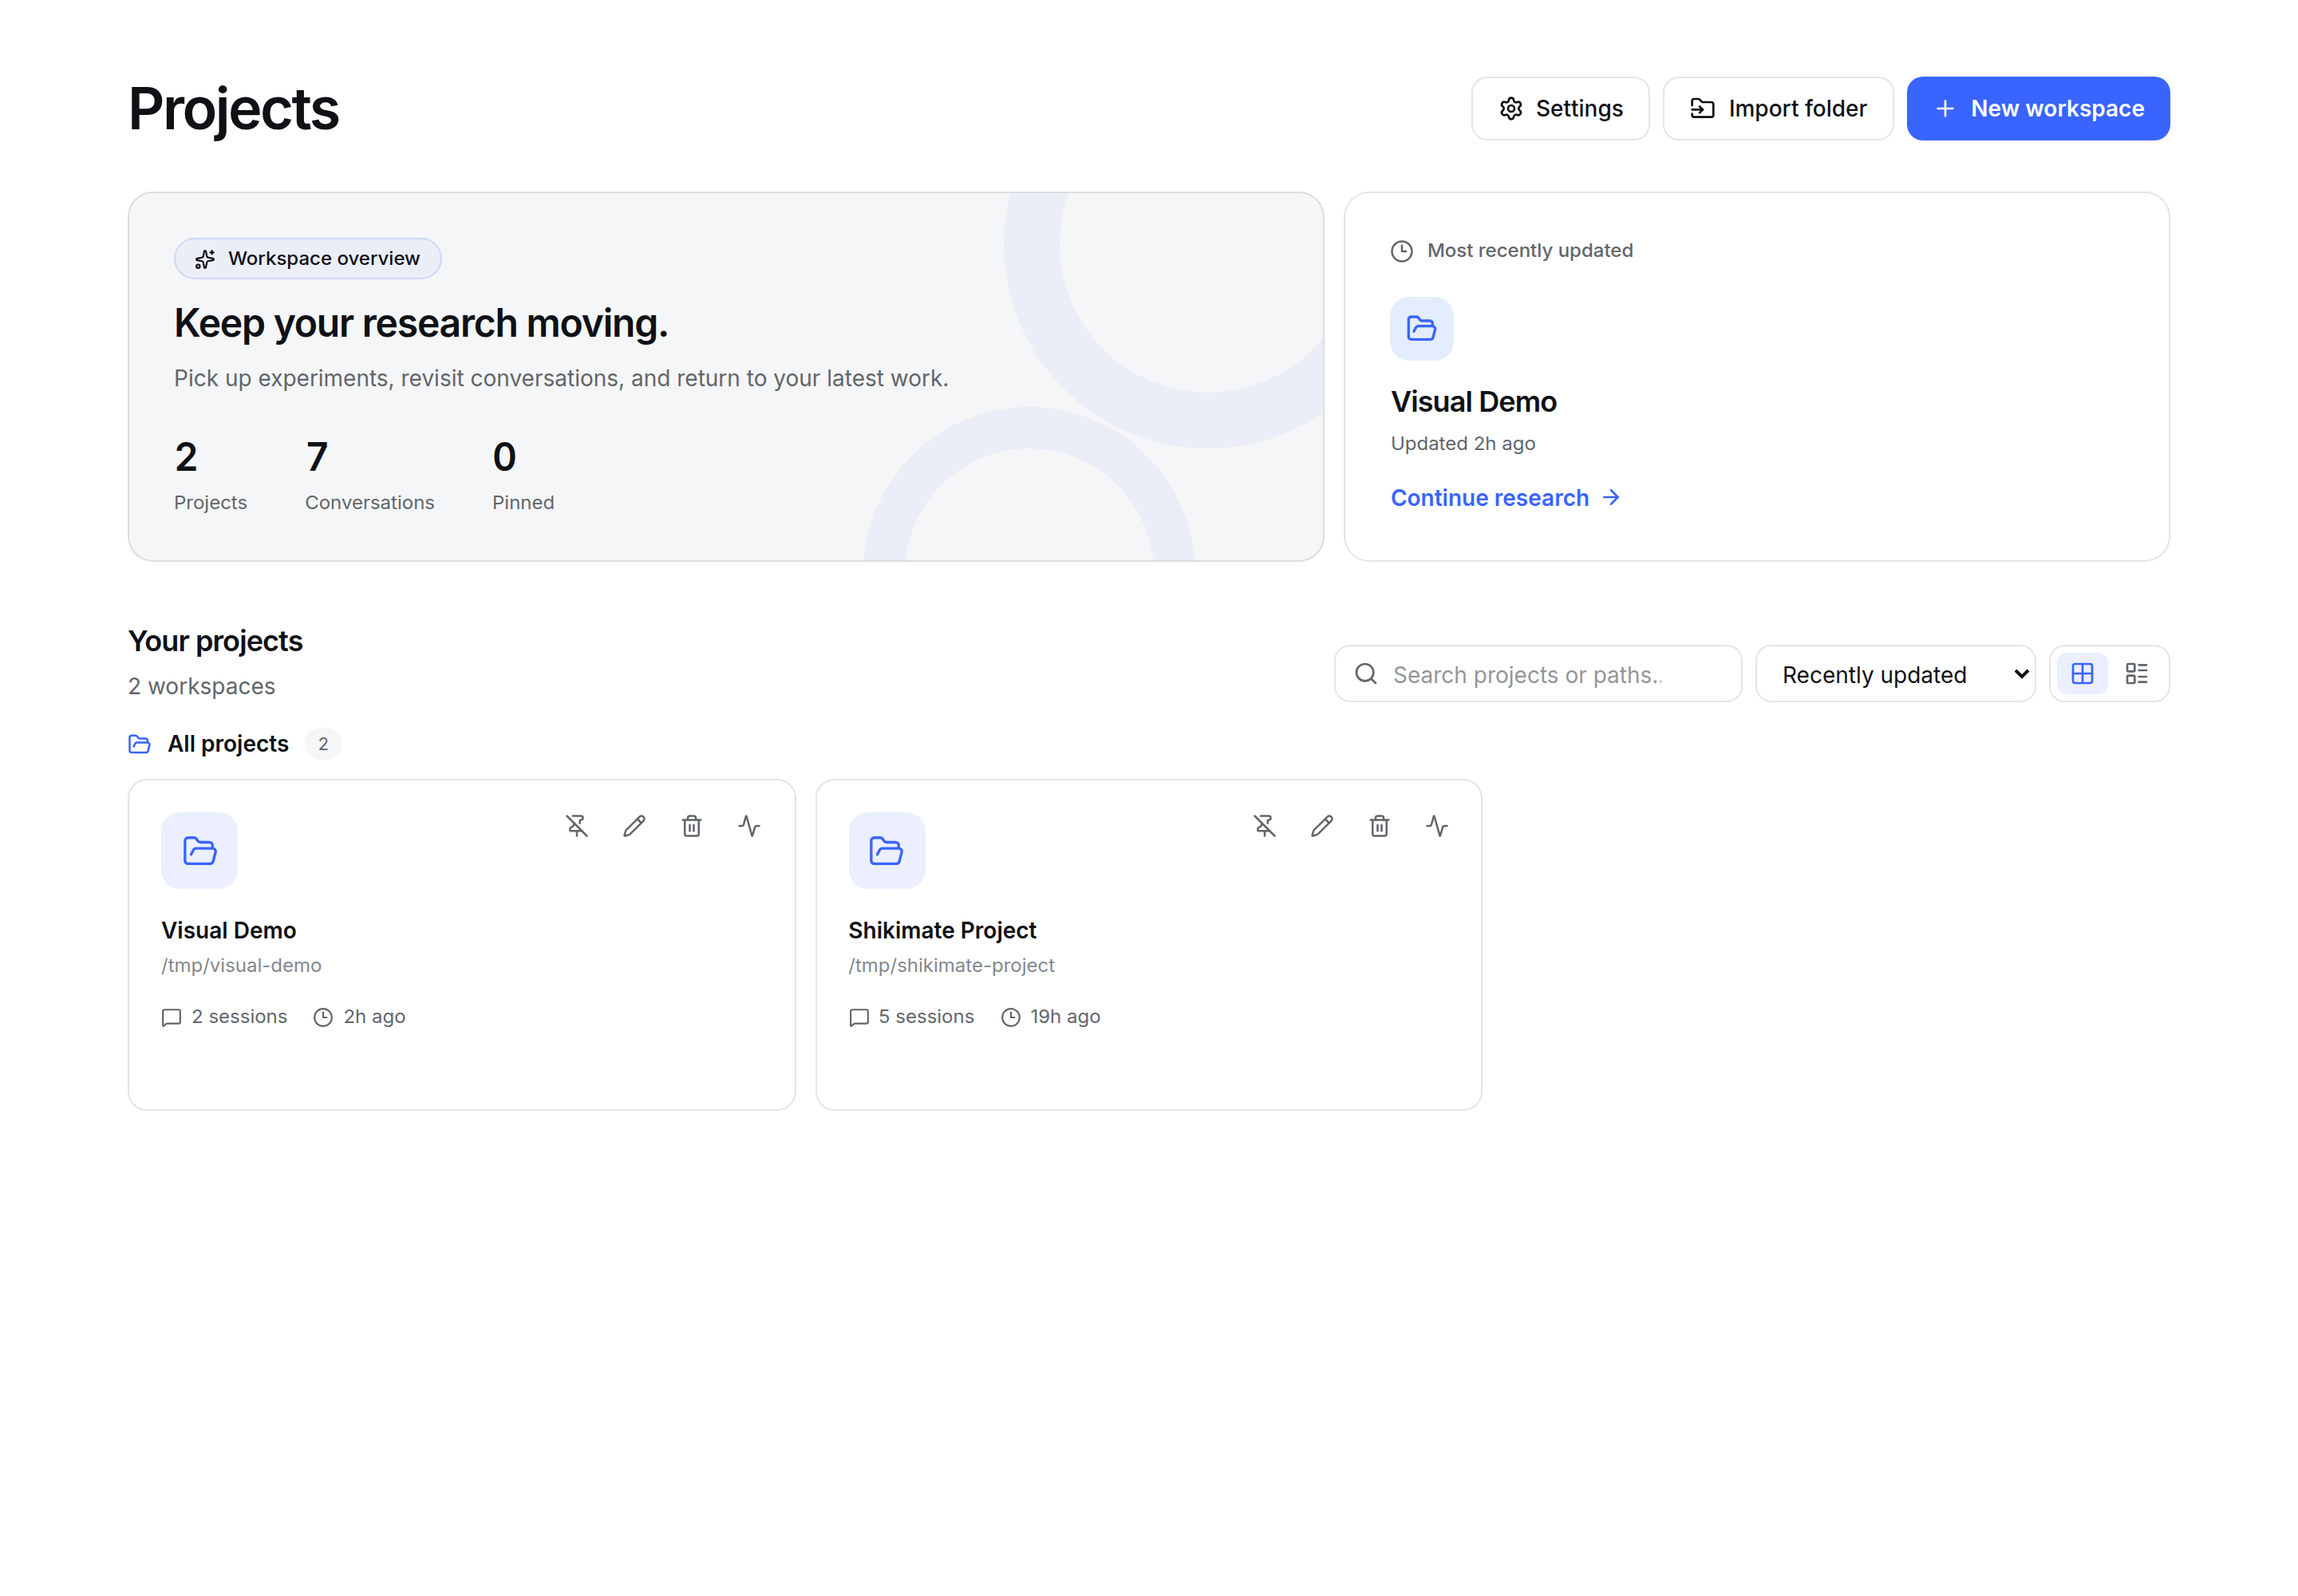 Projects
Settings
Import folder
New workspace
Workspace overview
Keep your research moving.
Pick up experiments, revisit conversations, and return to your latest work.
2
Projects
7
Conversations
0
Pinned
Most recently updated
Visual Demo
Updated 2h ago
Continue research
Your projects
2 workspaces
Search projects or paths..
Recently updated
All projects 2
Visual Demo
/tmp/visual-demo
2 sessions 2h ago
Shikimate Project
/tmp/shikimate-project
5 sessions 19h ago